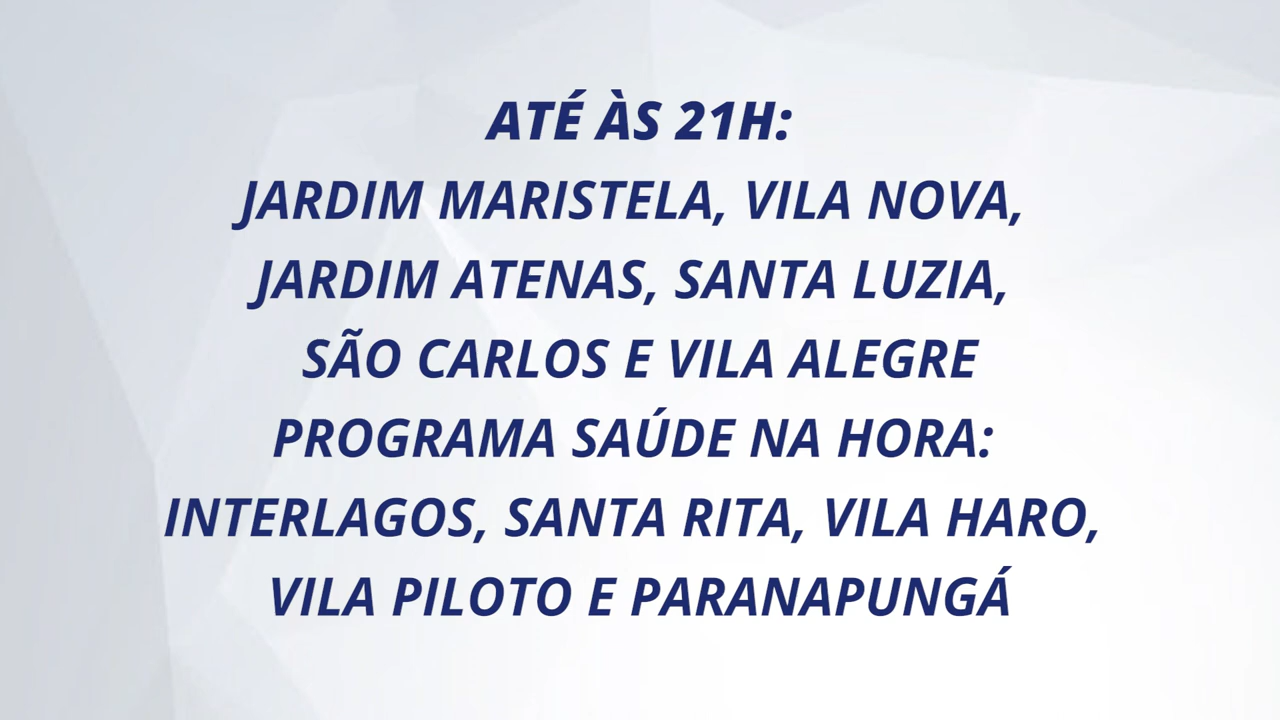 ATÉ ÀS 21H:
JARDIM MARISTELA, VILA NOVA,
JARDIM ATENAS, SANTA LUZIA,
SÃO CARLOS E VILA ALEGRE
PROGRAMA SAÚDE NA HORA:
INTERLAGOS, SANTA RITA, VILA HARO,
VILA PILOTO E PARANAPUNGÁ